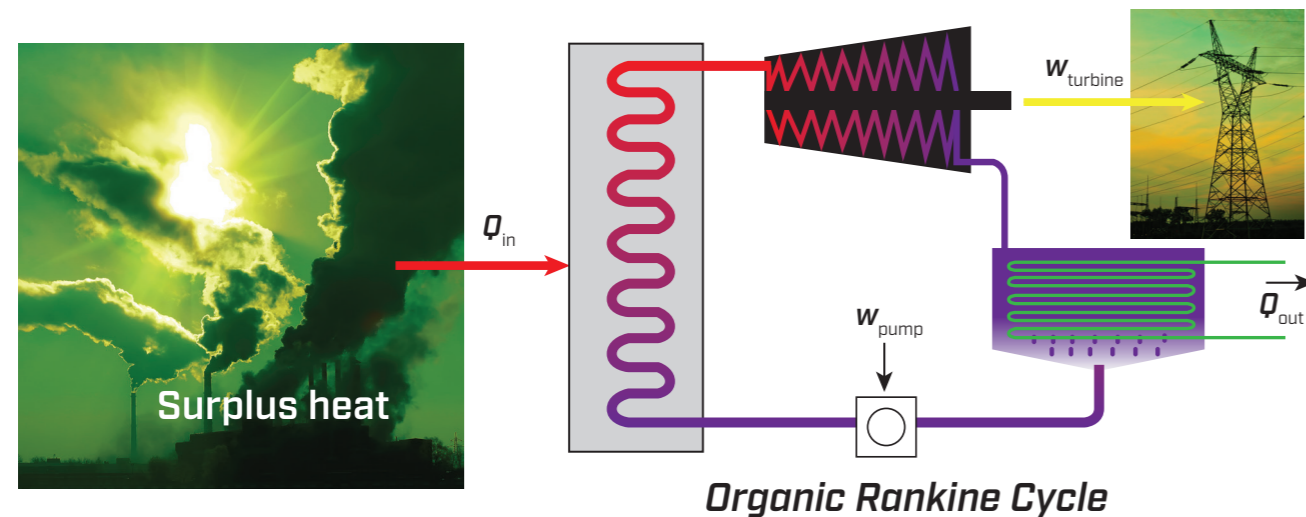 W turbine
Q in
Q out
W pump
Surplus heat
Organic Rankine Cycle